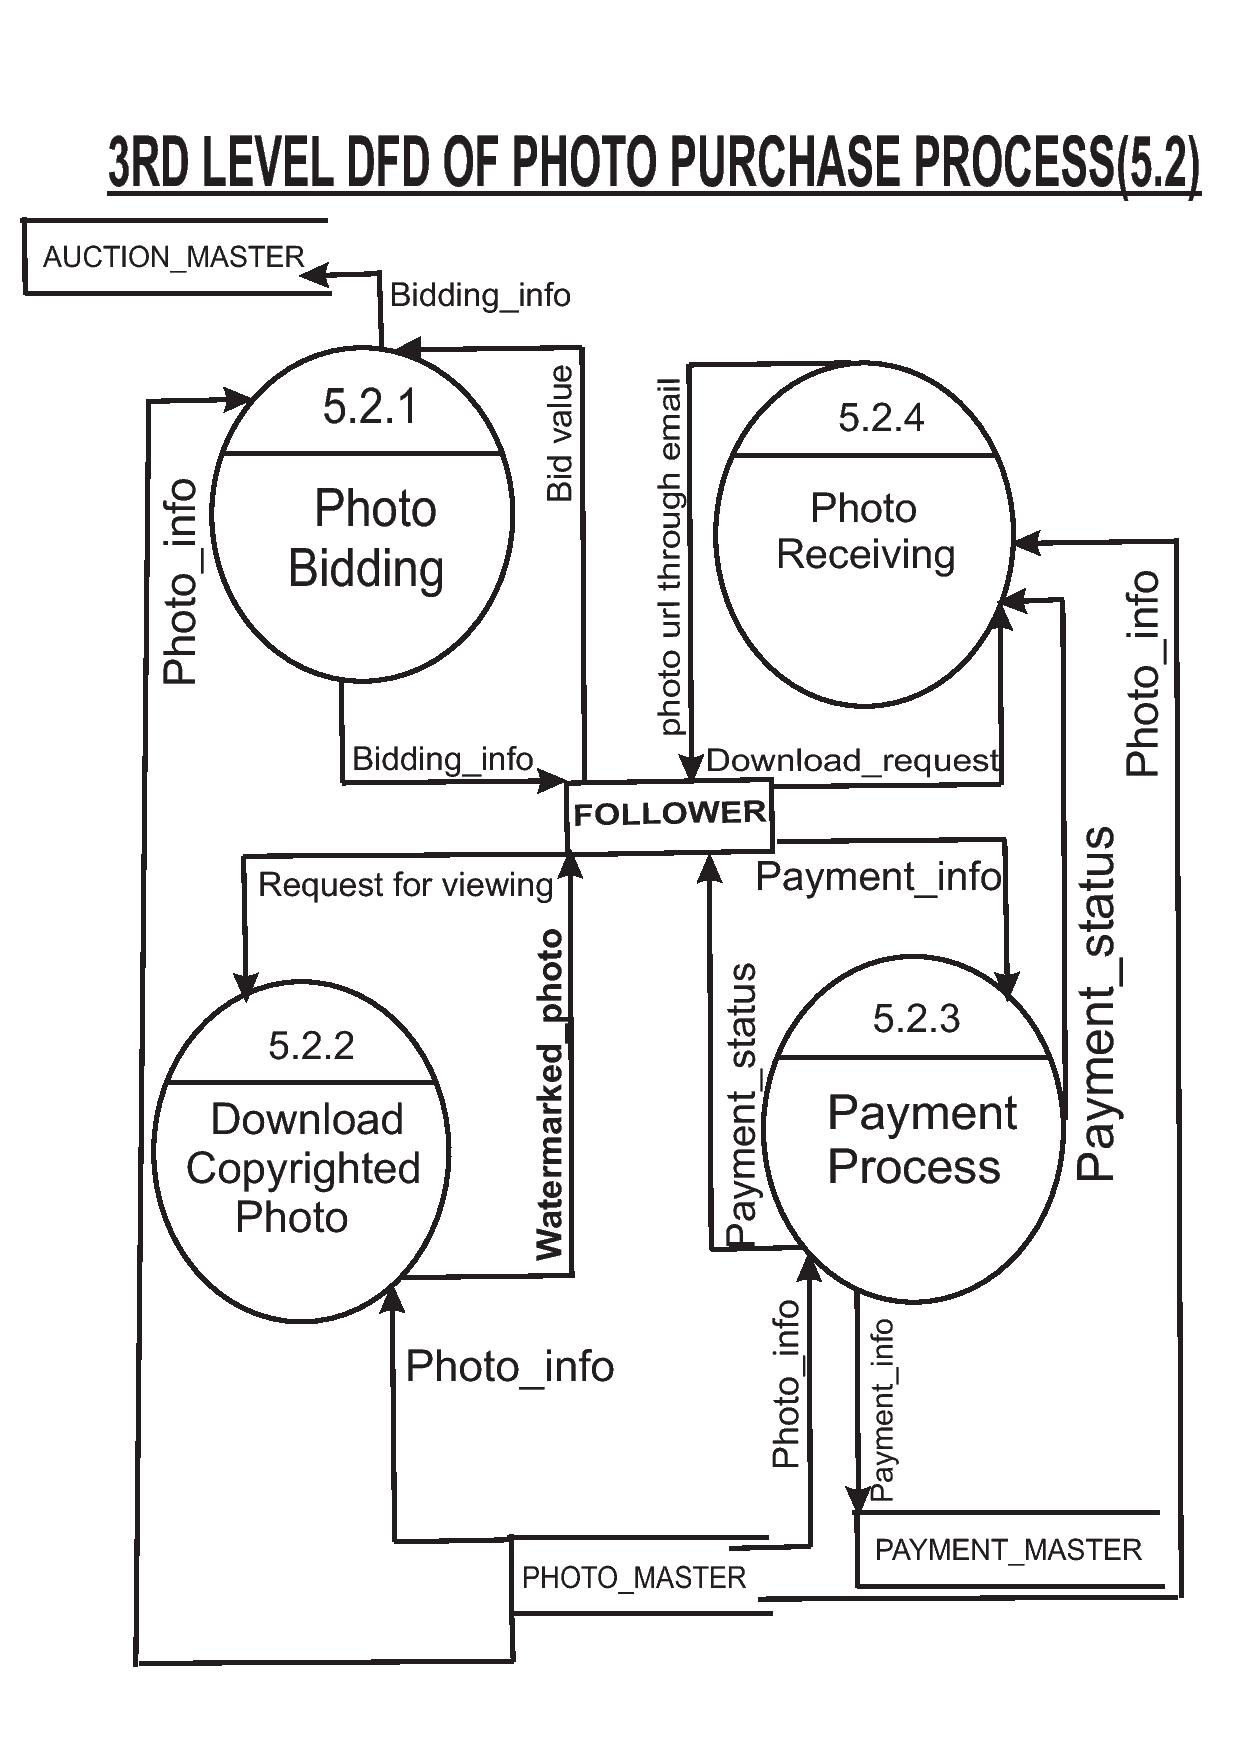 3RD LEVEL DFD OF PHOTO PURCHASE PROCESS(5.2)
AUCTION_MASTER
Bidding_info
5.2.1
Photo
Bidding
Photo_info
Bid value
photo url through email
5.2.4
Photo
Receiving
Photo_info
Bidding_info
Download_request
FOLLOWER
Request for viewing
Payment_info
Payment_status
Watermarked_photo
Payment_status
5.2.2
Download
Copyrighted
Photo
5.2.3
Payment
Process
Photo_info
Photo_info
Payment_info
PHOTO_MASTER
PAYMENT_MASTER